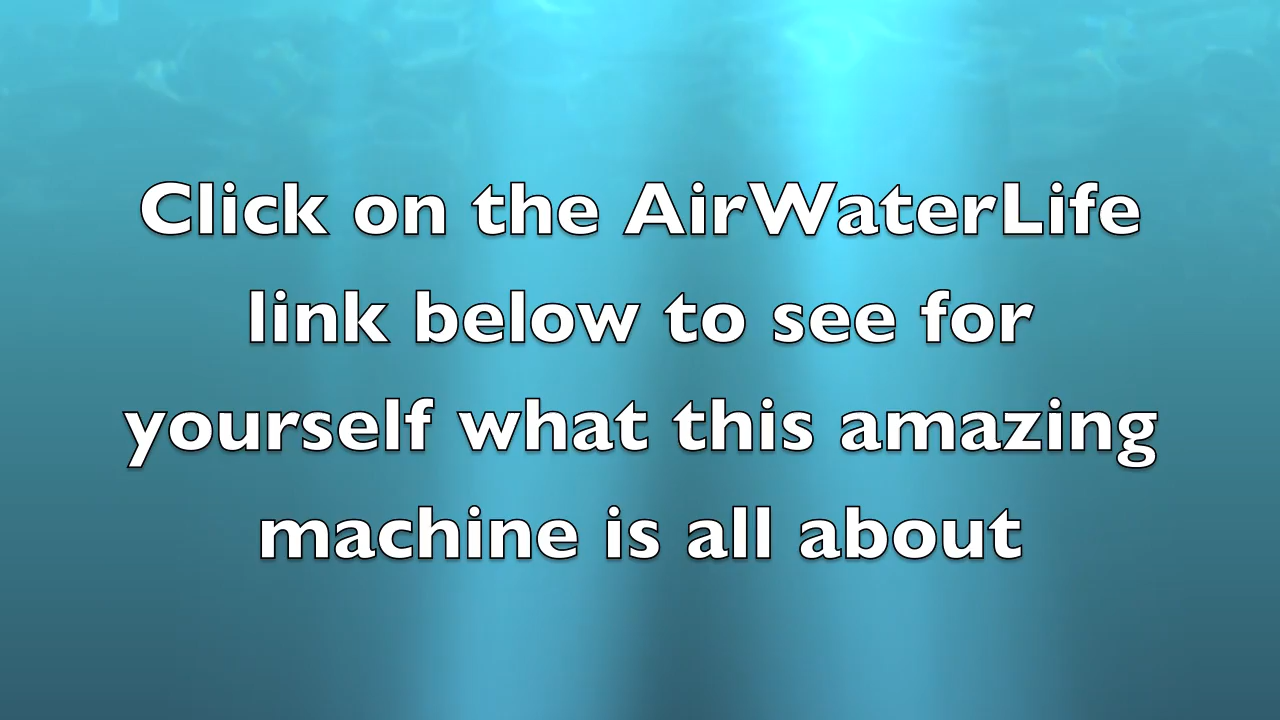 Click on the AirWaterLife
link below to see for
yourself what this amazing
machine is all about